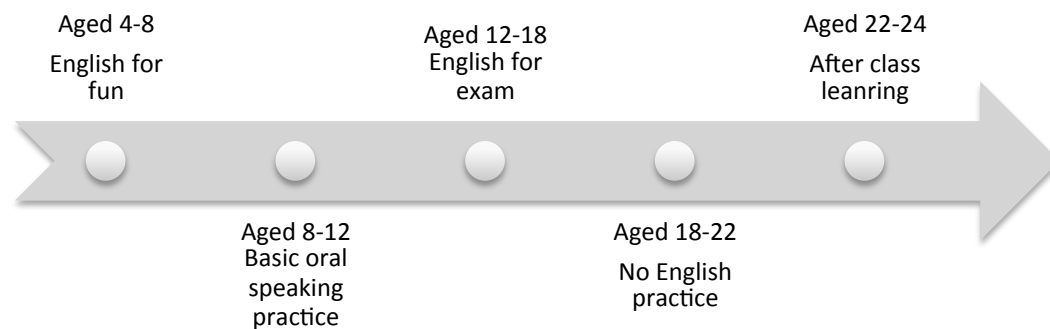 Aged 4-8
English for
fun
Aged 8-12
Basic oral
speaking
practice
Aged 12-18
English for
exam
Aged 18-22
No English
practice
Aged 22-24
After class
leanring